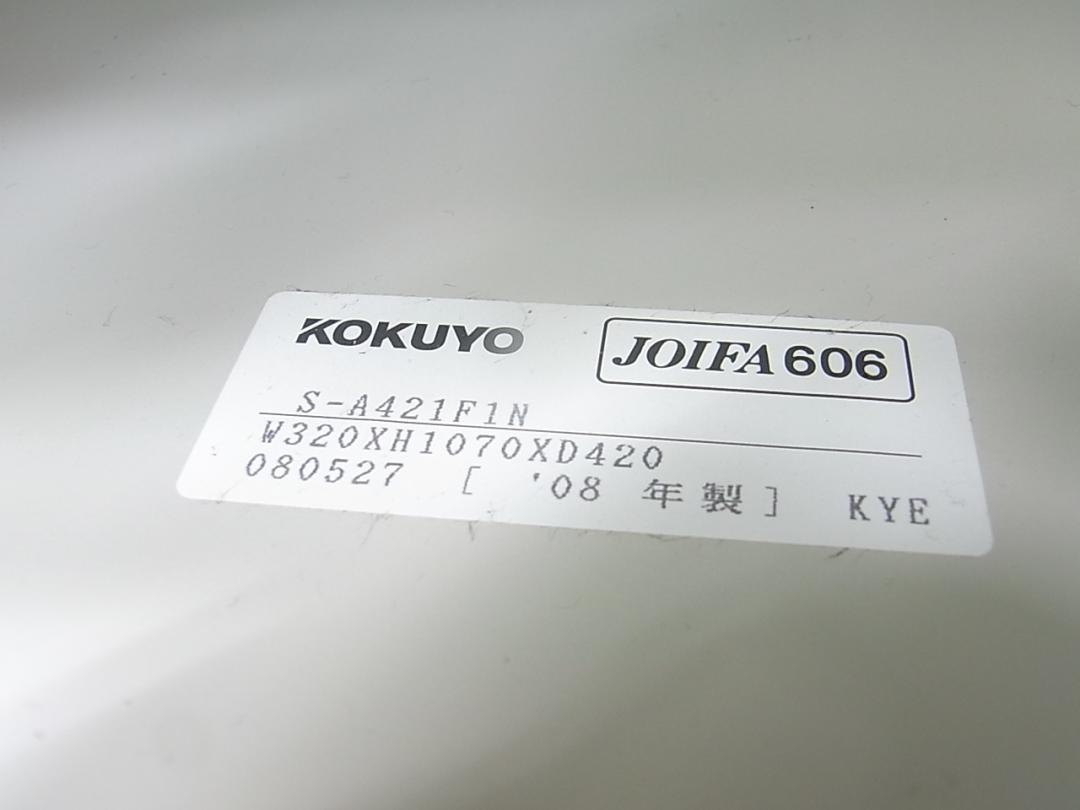 KOKUYO JOIFA 606
S-A421F1N
W320XH1070XD420
080527 [ '08 年製] KYE